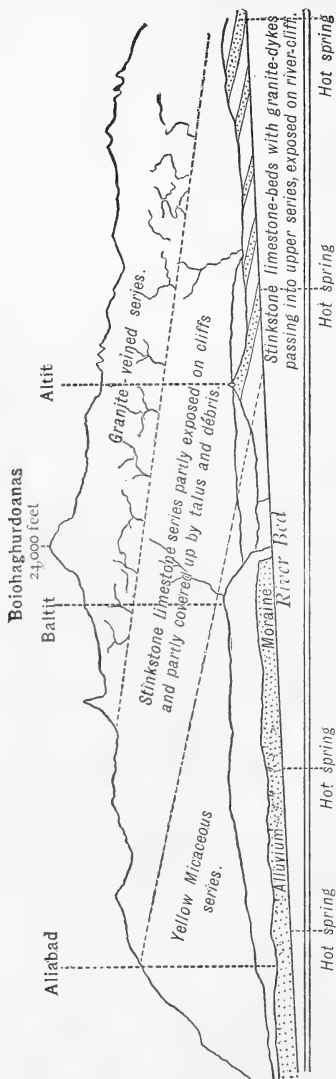 Boiohaghurdoanas
24,000 feet
Aliabad
Baltit
Altit
Granite-veined series.
Stinkstone limestone series partly exposed on cliffs
and partly covered up by talus and débris
Yellow Micaceous
series.
Alluvium
Moraine
River Bed
Stinkstone limestone-beds with granite-dykes
passing into upper series, exposed on river-cliff.
Hot spring
Hot spring
Hot spring
Hot spring